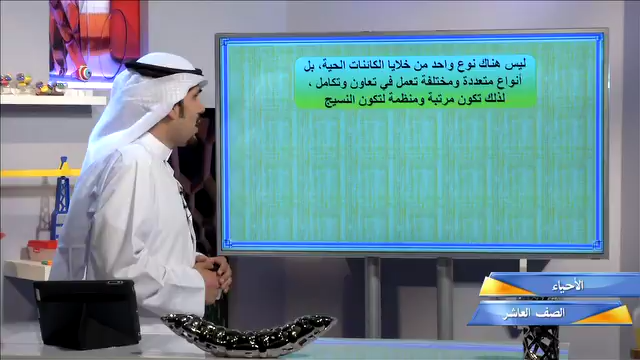 ليس هناك نوع واحد من خلايا الكائنات الحية، بل
أنواع متعددة ومختلفة تعمل في تعاون وتكامل ،
لذلك تكون مرتبة ومنظمة لتكون النسيج
الأحياء
الصف العاشر